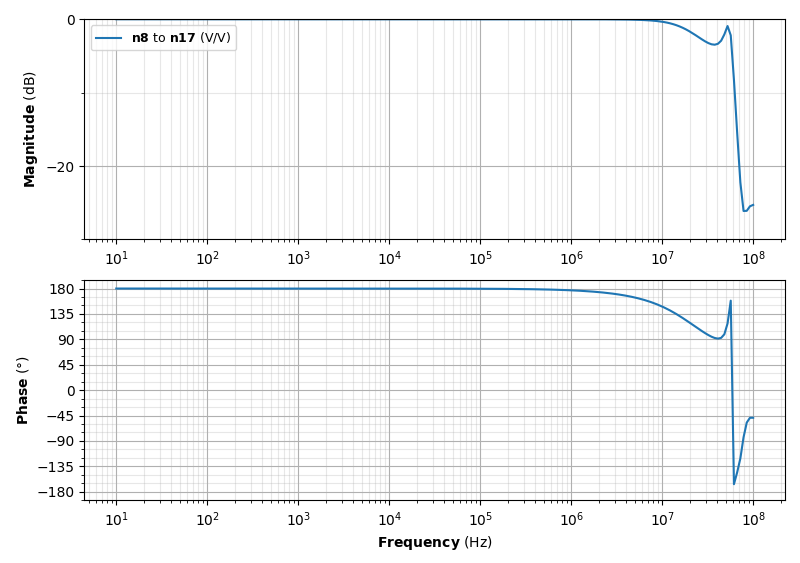 n8 to n17 (V/V)
Magnitude (dB)
0
−20
10¹ 10² 10³ 10⁴ 10⁵ 10⁶ 10⁷ 10⁸
Phase (°)
180
135
90
45
0
−45
−90
−135
−180
10¹ 10² 10³ 10⁴ 10⁵ 10⁶ 10⁷ 10⁸
Frequency (Hz)